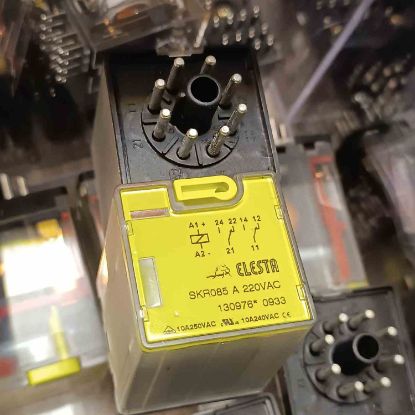 A1+ 24 22 14 12
A2- 21 11
ELESTA
SKR085 A 220VAC
130976* 0933
10A250VAC 10A240VAC CE